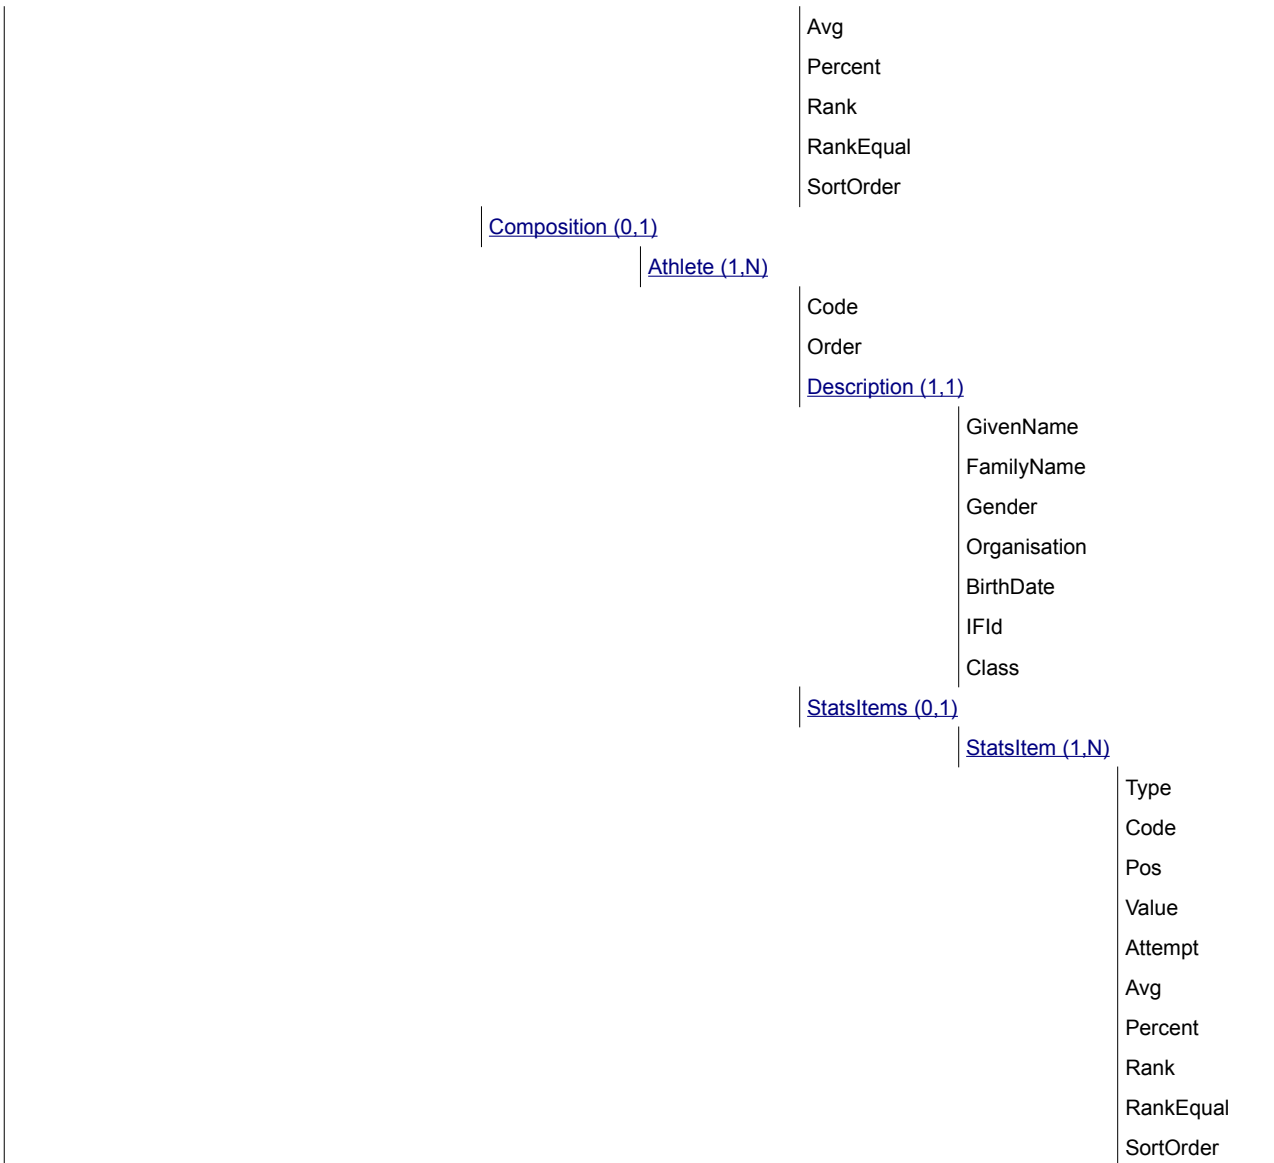 Avg
Percent
Rank
RankEqual
SortOrder
Composition (0,1)
Athlete (1,N)
Code
Order
Description (1,1)
GivenName
FamilyName
Gender
Organisation
BirthDate
IFId
Class
StatsItems (0,1)
StatsItem (1,N)
Type
Code
Pos
Value
Attempt
Avg
Percent
Rank
RankEqual
SortOrder